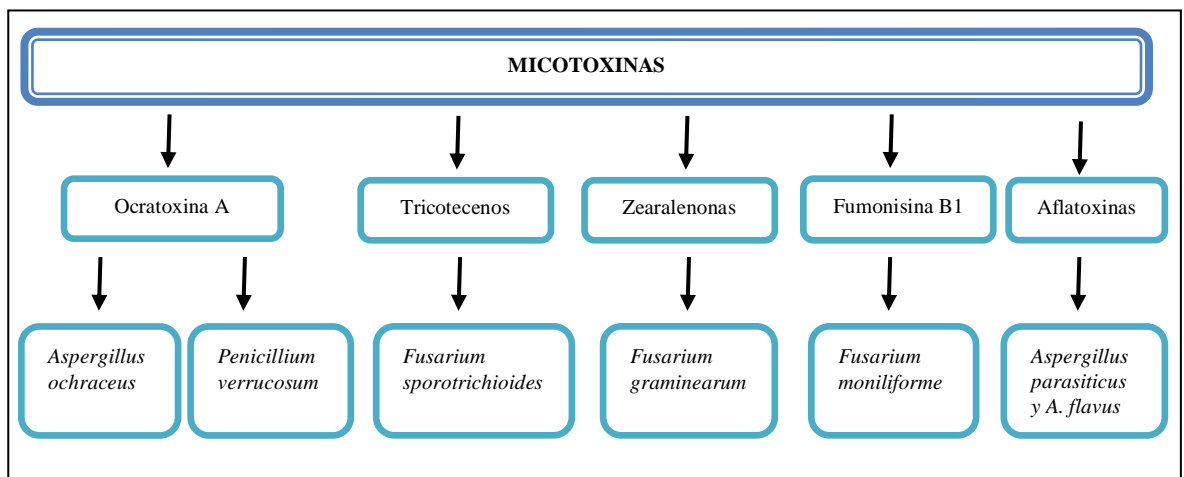 MICOTOXINAS
Ocratoxina A
Tricotecenos
Zearalenonas
Fumonisina B1
Aflatoxinas
Aspergillus
ochraceus
Penicillium
verrucosum
Fusarium
sporotrichioides
Fusarium
graminearum
Fusarium
moniliforme
Aspergillus
parasiticus
y A. flavus